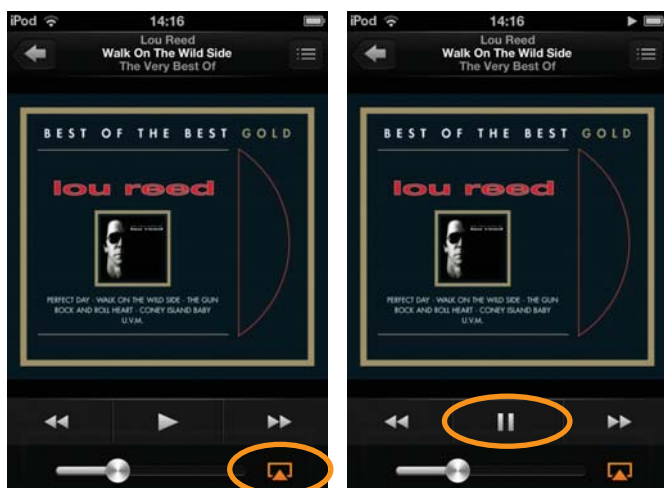 iPod 14:16
Lou Reed
Walk On The Wild Side
The Very Best Of
BEST OF THE BEST GOLD
lou reed
PERFECT DAY · WALK ON THE WILD SIDE · THE GUN
ROCK AND ROLL HEART · CONEY ISLAND BABY
U.V.M.
iPod 14:16
Lou Reed
Walk On The Wild Side
The Very Best Of
BEST OF THE BEST GOLD
lou reed
PERFECT DAY · WALK ON THE WILD SIDE · THE GUN
ROCK AND ROLL HEART · CONEY ISLAND BABY
U.V.M.